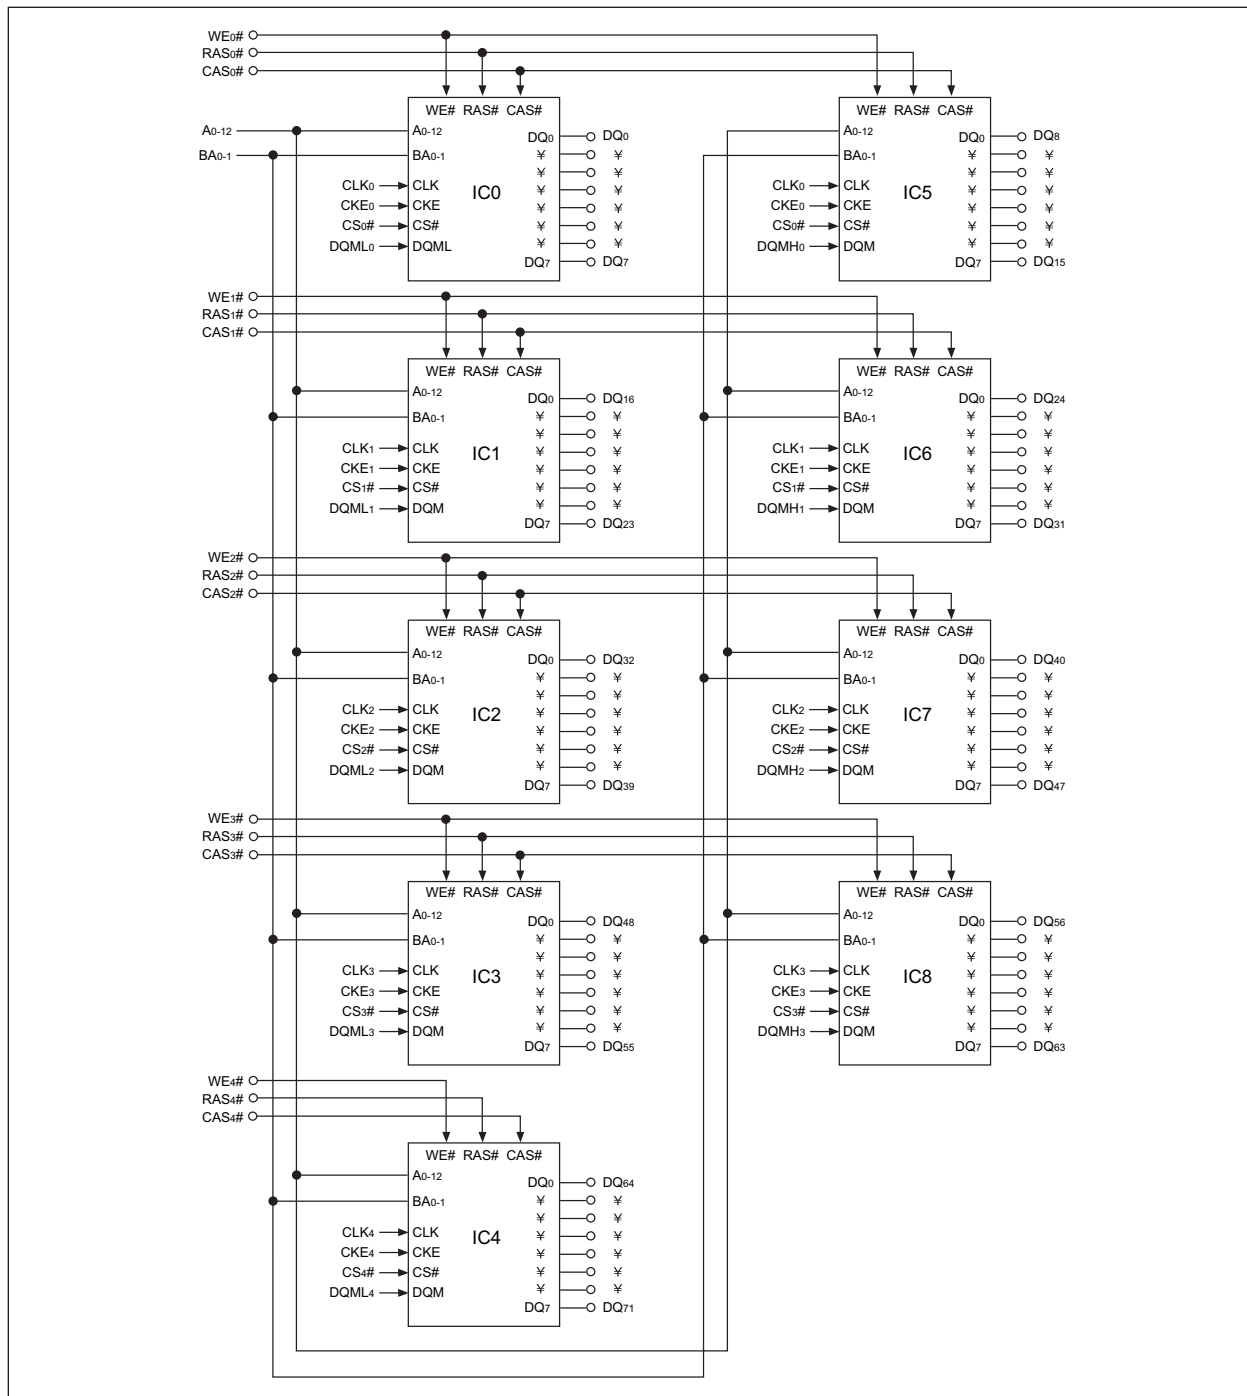 WE0#
RAS0#
CAS0#
WE# RAS# CAS#
A0-12 A0-12
BA0-1 BA0-1
CLK0 CLK
CKE0 CKE
CS0# CS#
DQML0 DQML
IC0
DQ0 DQ0
¥ ¥
¥ ¥
¥ ¥
¥ ¥
¥ ¥
¥ ¥
DQ7 DQ7
WE# RAS# CAS#
A0-12
BA0-1
CLK0 CLK
CKE0 CKE
CS0# CS#
DQMH0 DQM
IC5
DQ0 DQ8
¥ ¥
¥ ¥
¥ ¥
¥ ¥
¥ ¥
¥ ¥
DQ7 DQ15
WE1#
RAS1#
CAS1#
WE# RAS# CAS#
A0-12
BA0-1
CLK1 CLK
CKE1 CKE
CS1# CS#
DQML1 DQM
IC1
DQ0 DQ16
¥ ¥
¥ ¥
¥ ¥
¥ ¥
¥ ¥
¥ ¥
DQ7 DQ23
WE# RAS# CAS#
A0-12
BA0-1
CLK1 CLK
CKE1 CKE
CS1# CS#
DQMH1 DQM
IC6
DQ0 DQ24
¥ ¥
¥ ¥
¥ ¥
¥ ¥
¥ ¥
¥ ¥
DQ7 DQ31
WE2#
RAS2#
CAS2#
WE# RAS# CAS#
A0-12
BA0-1
CLK2 CLK
CKE2 CKE
CS2# CS#
DQML2 DQM
IC2
DQ0 DQ32
¥ ¥
¥ ¥
¥ ¥
¥ ¥
¥ ¥
¥ ¥
DQ7 DQ39
WE# RAS# CAS#
A0-12
BA0-1
CLK2 CLK
CKE2 CKE
CS2# CS#
DQMH2 DQM
IC7
DQ0 DQ40
¥ ¥
¥ ¥
¥ ¥
¥ ¥
¥ ¥
¥ ¥
DQ7 DQ47
WE3#
RAS3#
CAS3#
WE# RAS# CAS#
A0-12
BA0-1
CLK3 CLK
CKE3 CKE
CS3# CS#
DQML3 DQM
IC3
DQ0 DQ48
¥ ¥
¥ ¥
¥ ¥
¥ ¥
¥ ¥
¥ ¥
DQ7 DQ55
WE# RAS# CAS#
A0-12
BA0-1
CLK3 CLK
CKE3 CKE
CS3# CS#
DQMH3 DQM
IC8
DQ0 DQ56
¥ ¥
¥ ¥
¥ ¥
¥ ¥
¥ ¥
¥ ¥
DQ7 DQ63
WE4#
RAS4#
CAS4#
WE# RAS# CAS#
A0-12
BA0-1
CLK4 CLK
CKE4 CKE
CS4# CS#
DQML4 DQM
IC4
DQ0 DQ64
¥ ¥
¥ ¥
¥ ¥
¥ ¥
¥ ¥
¥ ¥
DQ7 DQ71